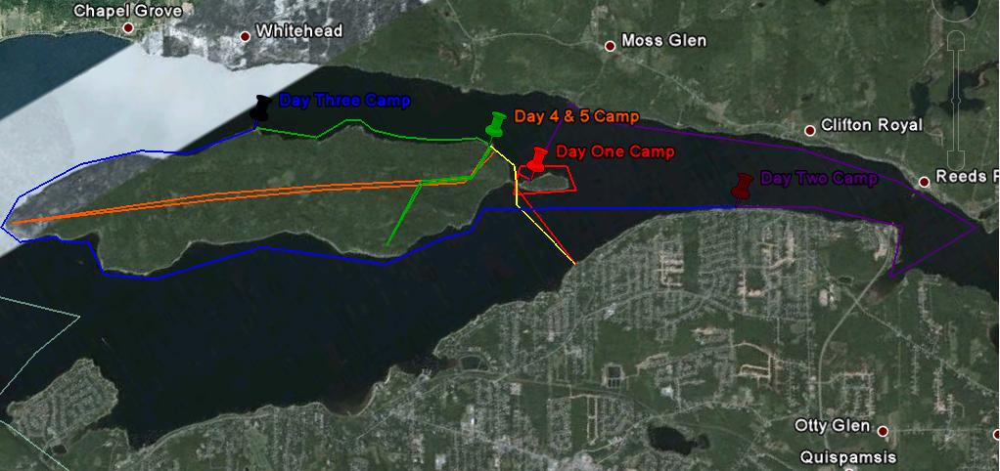 Chapel Grove
Whitehead
Moss Glen
Day Three Camp
Day 4 & 5 Camp
Clifton Royal
Day One Camp
Day Two Camp
Reeds
Otty Glen
Quispamsis